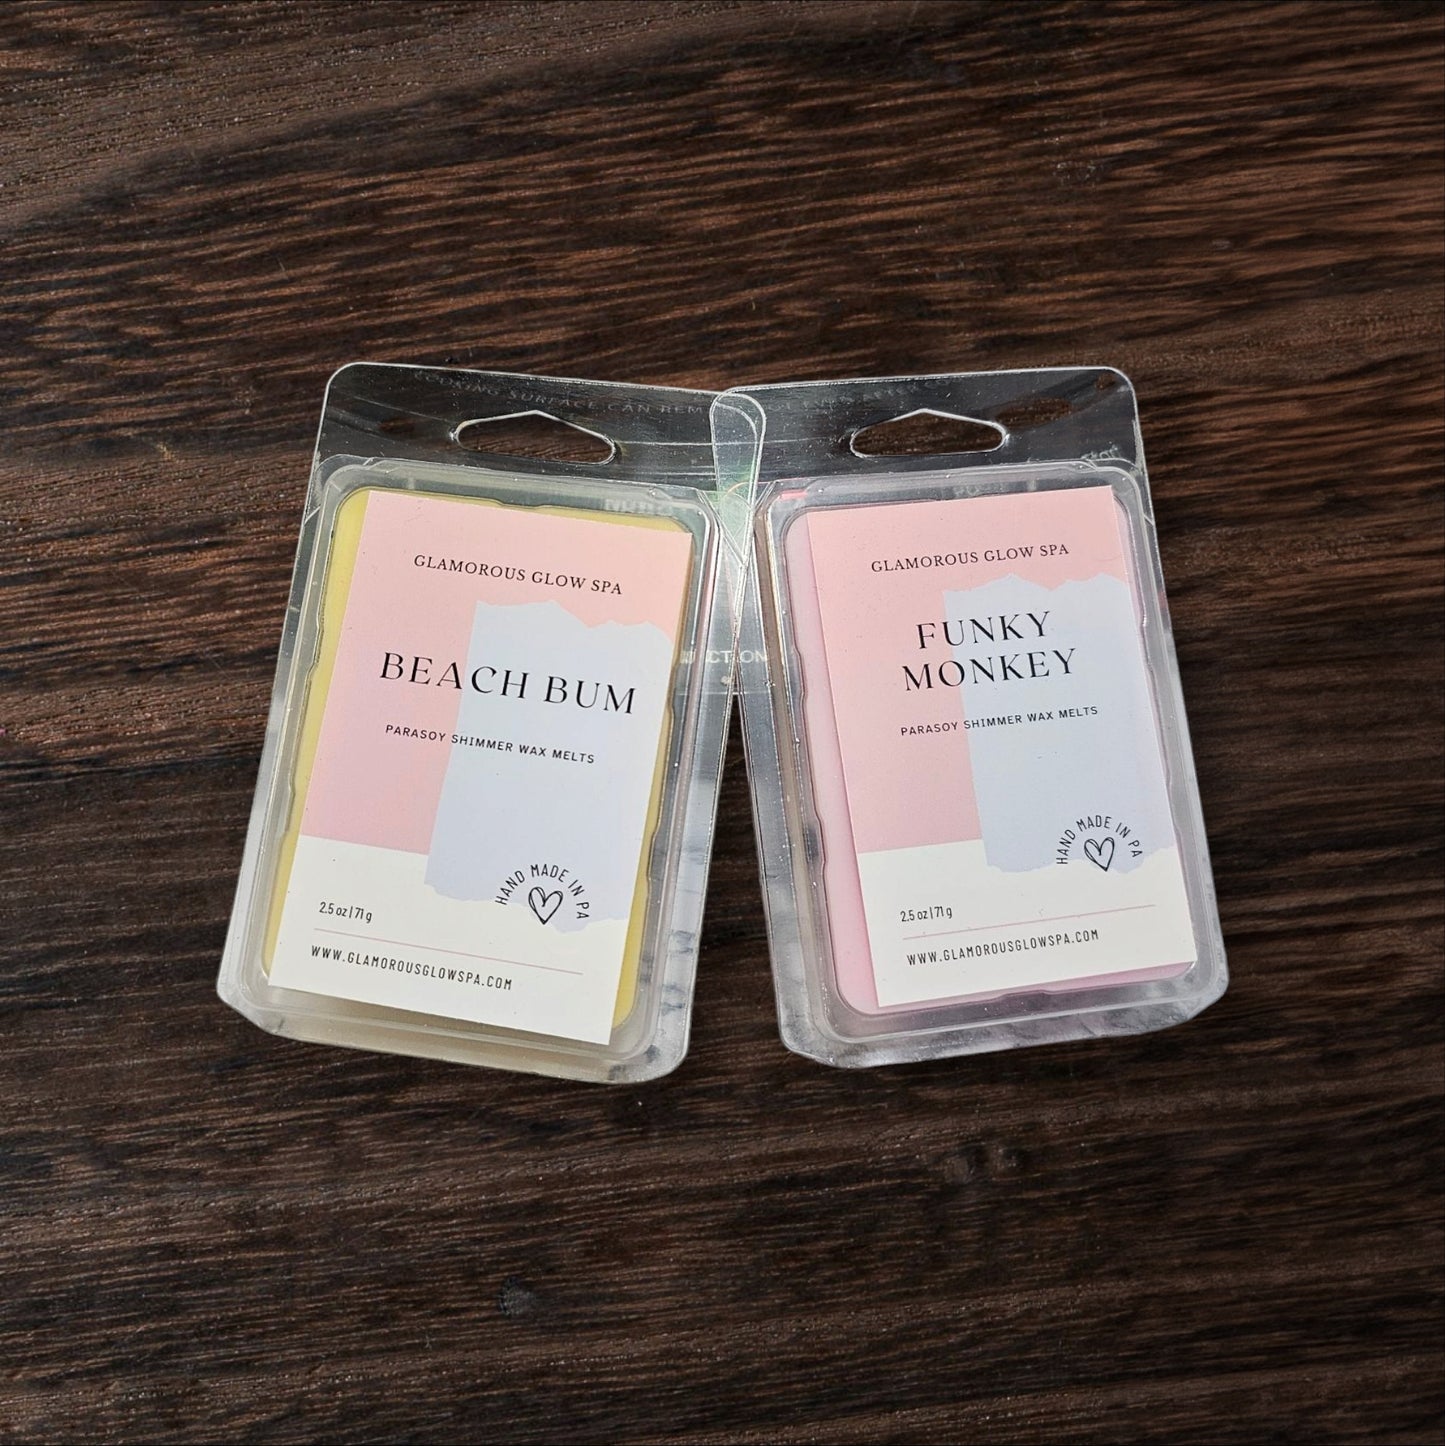 GLAMOROUS GLOW SPA
BEACH BUM
PARASOY SHIMMER WAX MELTS
HAND MADE IN PA
2.5 oz | 71 g
WWW.GLAMOROUSGLOWSPA.COM
GLAMOROUS GLOW SPA
FUNKY
MONKEY
PARASOY SHIMMER WAX MELTS
HAND MADE IN PA
2.5 oz | 71 g
WWW.GLAMOROUSGLOWSPA.COM